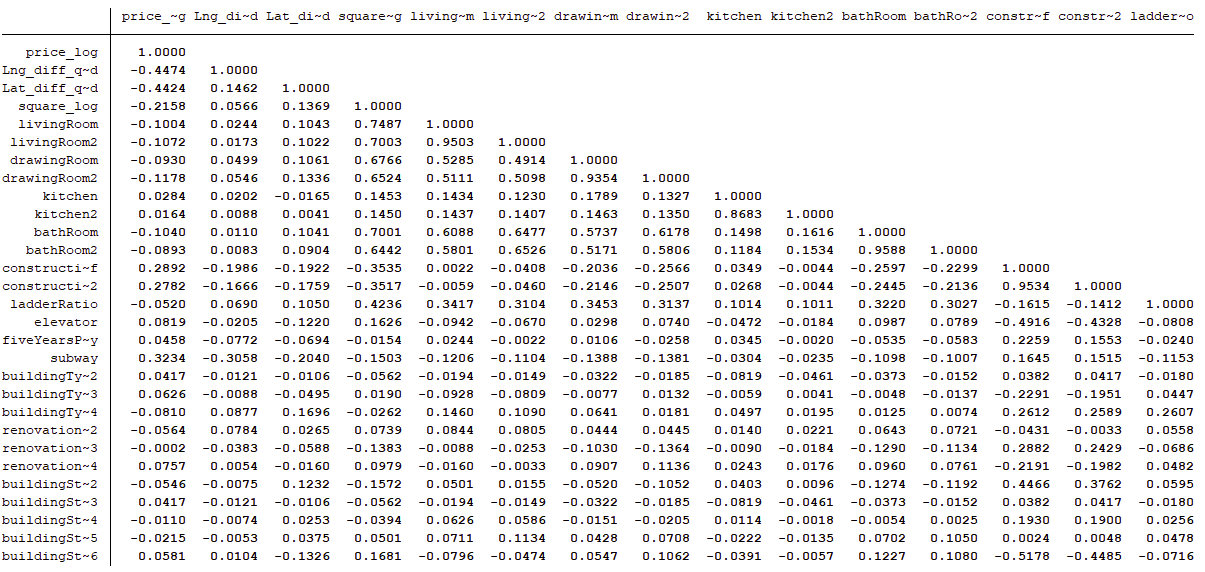 price_~g Lng_di~d Lat_di~d square~g living~m living~2 drawin~m drawin~2 kitchen kitchen2 bathRoom bathRo~2 constr~f constr~2 ladder~o
price_log 1.0000
Lng_diff_q~d -0.4474 1.0000
Lat_diff_q~d -0.4424 0.1462 1.0000
square_log -0.2158 0.0566 0.1369 1.0000
livingRoom -0.1004 0.0244 0.1043 0.7487 1.0000
livingRoom2 -0.1072 0.0173 0.1022 0.7003 0.9503 1.0000
drawingRoom -0.0930 0.0499 0.1061 0.6766 0.5285 0.4914 1.0000
drawingRoom2 -0.1178 0.0546 0.1336 0.6524 0.5111 0.5098 0.9354 1.0000
kitchen 0.0284 0.0202 -0.0165 0.1453 0.1434 0.1230 0.1789 0.1327 1.0000
kitchen2 0.0164 0.0088 0.0041 0.1450 0.1437 0.1407 0.1463 0.1350 0.8683 1.0000
bathRoom -0.1040 0.0110 0.1041 0.7001 0.6088 0.6477 0.5737 0.6178 0.1498 0.1616 1.0000
bathRoom2 -0.0893 0.0083 0.0904 0.6442 0.5801 0.6526 0.5171 0.5806 0.1184 0.1534 0.9588 1.0000
constructi~f 0.2892 -0.1986 -0.1922 -0.3535 0.0022 -0.0408 -0.2036 -0.2566 0.0349 -0.0044 -0.2597 -0.2299 1.0000
constructi~2 0.2782 -0.1666 -0.1759 -0.3517 -0.0059 -0.0460 -0.2146 -0.2507 0.0268 -0.0044 -0.2445 -0.2136 0.9534 1.0000
ladderRatio -0.0520 0.0690 0.1050 0.4236 0.3417 0.3104 0.3453 0.3137 0.1014 0.1011 0.3220 0.3027 -0.1615 -0.1412 1.0000
elevator 0.0819 -0.0205 -0.1220 0.1626 -0.0942 -0.0670 0.0298 0.0740 -0.0472 -0.0184 0.0987 0.0789 -0.4916 -0.4328 -0.0808
fiveYearsP~y 0.0458 -0.0772 -0.0694 -0.0154 0.0244 -0.0022 0.0106 -0.0258 0.0345 -0.0020 -0.0535 -0.0583 0.2259 0.1553 -0.0240
subway 0.3234 -0.3058 -0.2040 -0.1503 -0.1206 -0.1104 -0.1388 -0.1381 -0.0304 -0.0235 -0.1098 -0.1007 0.1645 0.1515 -0.1153
buildingTy~2 0.0417 -0.0121 -0.0106 -0.0562 -0.0194 -0.0149 -0.0322 -0.0185 -0.0819 -0.0461 -0.0373 -0.0152 0.0382 0.0417 -0.0180
buildingTy~3 0.0626 -0.0088 -0.0495 0.0190 -0.0928 -0.0809 -0.0077 0.0132 -0.0059 0.0041 -0.0048 -0.0137 -0.2291 -0.1951 0.0447
buildingTy~4 -0.0810 0.0877 0.1696 -0.0262 0.1460 0.1090 0.0641 0.0181 0.0497 0.0195 0.0125 0.0074 0.2612 0.2589 0.2607
renovation~2 -0.0564 0.0784 0.0265 0.0739 0.0844 0.0805 0.0444 0.0445 0.0140 0.0221 0.0643 0.0721 -0.0431 -0.0033 0.0558
renovation~3 -0.0002 -0.0383 -0.0588 -0.1383 -0.0088 -0.0253 -0.1030 -0.1364 -0.0090 -0.0184 -0.1290 -0.1134 0.2882 0.2429 -0.0686
renovation~4 0.0757 0.0054 -0.0160 0.0979 -0.0160 -0.0033 0.0907 0.1136 0.0243 0.0176 0.0960 0.0761 -0.2191 -0.1982 0.0482
buildingSt~2 -0.0546 -0.0075 0.1232 -0.1572 0.0501 0.0155 -0.0520 -0.1052 0.0403 0.0096 -0.1274 -0.1192 0.4466 0.3762 0.0595
buildingSt~3 0.0417 -0.0121 -0.0106 -0.0562 -0.0194 -0.0149 -0.0322 -0.0185 -0.0819 -0.0461 -0.0373 -0.0152 0.0382 0.0417 -0.0180
buildingSt~4 -0.0110 -0.0074 0.0253 -0.0394 0.0626 0.0586 -0.0151 -0.0205 0.0114 -0.0018 -0.0054 0.0025 0.1930 0.1900 0.0256
buildingSt~5 -0.0215 -0.0053 0.0375 0.0501 0.0711 0.1134 0.0428 0.0708 -0.0222 -0.0135 0.0702 0.1050 0.0024 0.0048 0.0478
buildingSt~6 0.0581 0.0104 -0.1326 0.1681 -0.0796 -0.0474 0.0547 0.1062 -0.0391 -0.0057 0.1227 0.1080 -0.5178 -0.4485 -0.0716